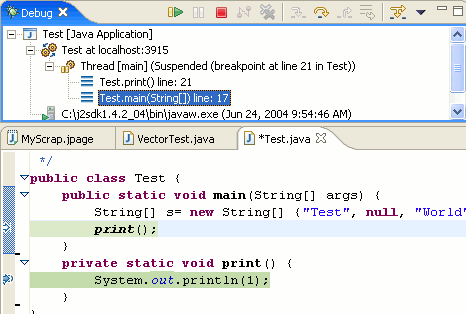 Debug
Test [Java Application]
Test at localhost:3915
Thread [main] (Suspended (breakpoint at line 21 in Test))
Test.print() line: 21
Test.main(String[]) line: 17
C:\j2sdk1.4.2_04\bin\javaw.exe (Jun 24, 2004 9:54:46 AM)
MyScrap.jpage VectorTest.java *Test.java
*/
public class Test {
public static void main(String[] args) {
String[] s= new String[] {"Test", null, "World"
print();
}
private static void print() {
System.out.println(1);
}
}